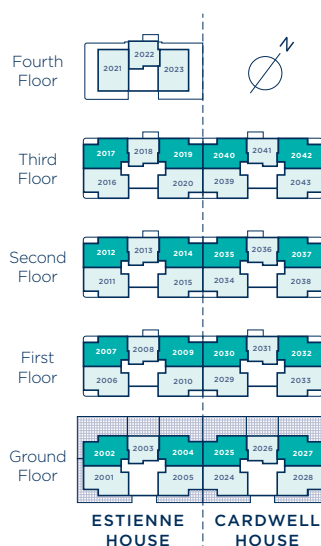 N
Fourth
Floor
2021
2022
2023
Third
Floor
2017
2018
2019
2040
2041
2042
2016
2020
2039
2043
Second
Floor
2012
2013
2014
2035
2036
2037
2011
2015
2034
2038
First
Floor
2007
2008
2009
2030
2031
2032
2006
2010
2029
2033
Ground
Floor
2002
2003
2004
2025
2026
2027
2001
2005
2024
2028
ESTIENNE
HOUSE
CARDWELL
HOUSE